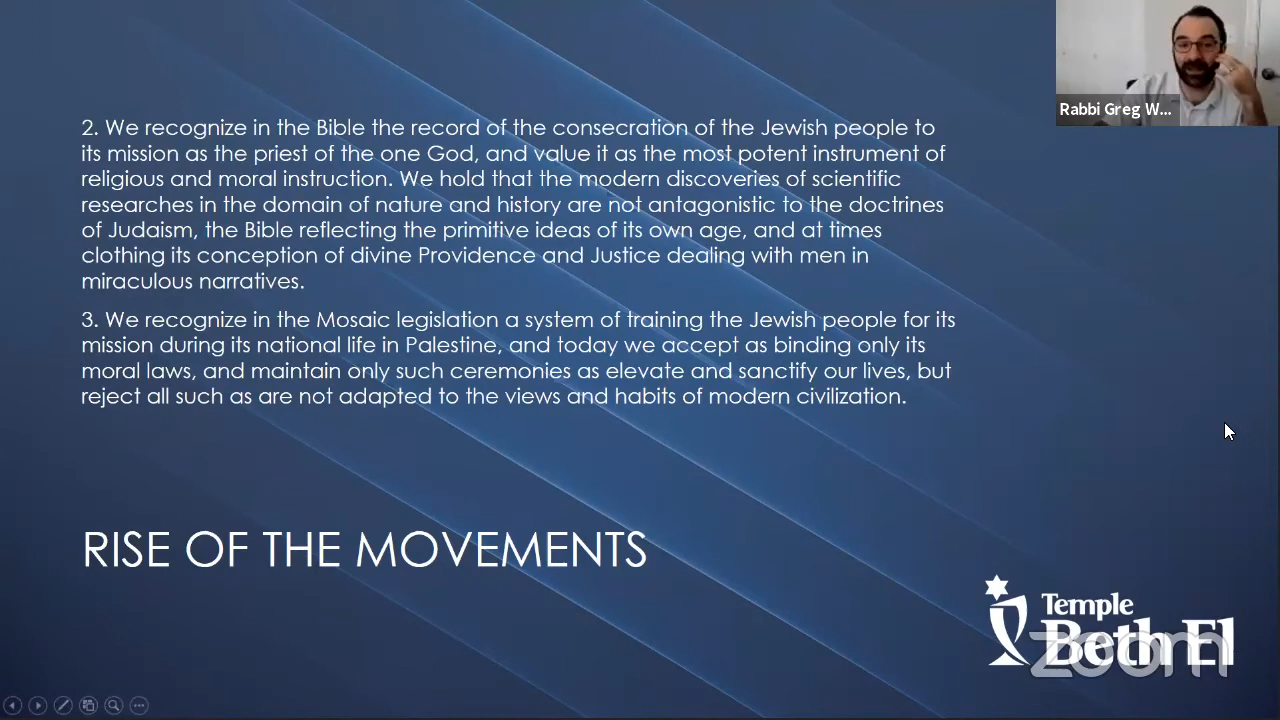 Rabbi Greg W...
2. We recognize in the Bible the record of the consecration of the Jewish people to
its mission as the priest of the one God, and value it as the most potent instrument of
religious and moral instruction. We hold that the modern discoveries of scientific
researches in the domain of nature and history are not antagonistic to the doctrines
of Judaism, the Bible reflecting the primitive ideas of its own age, and at times
clothing its conception of divine Providence and Justice dealing with men in
miraculous narratives.
3. We recognize in the Mosaic legislation a system of training the Jewish people for its
mission during its national life in Palestine, and today we accept as binding only its
moral laws, and maintain only such ceremonies as elevate and sanctify our lives, but
reject all such as are not adapted to the views and habits of modern civilization.
RISE OF THE MOVEMENTS
Temple
Beth El
zoom